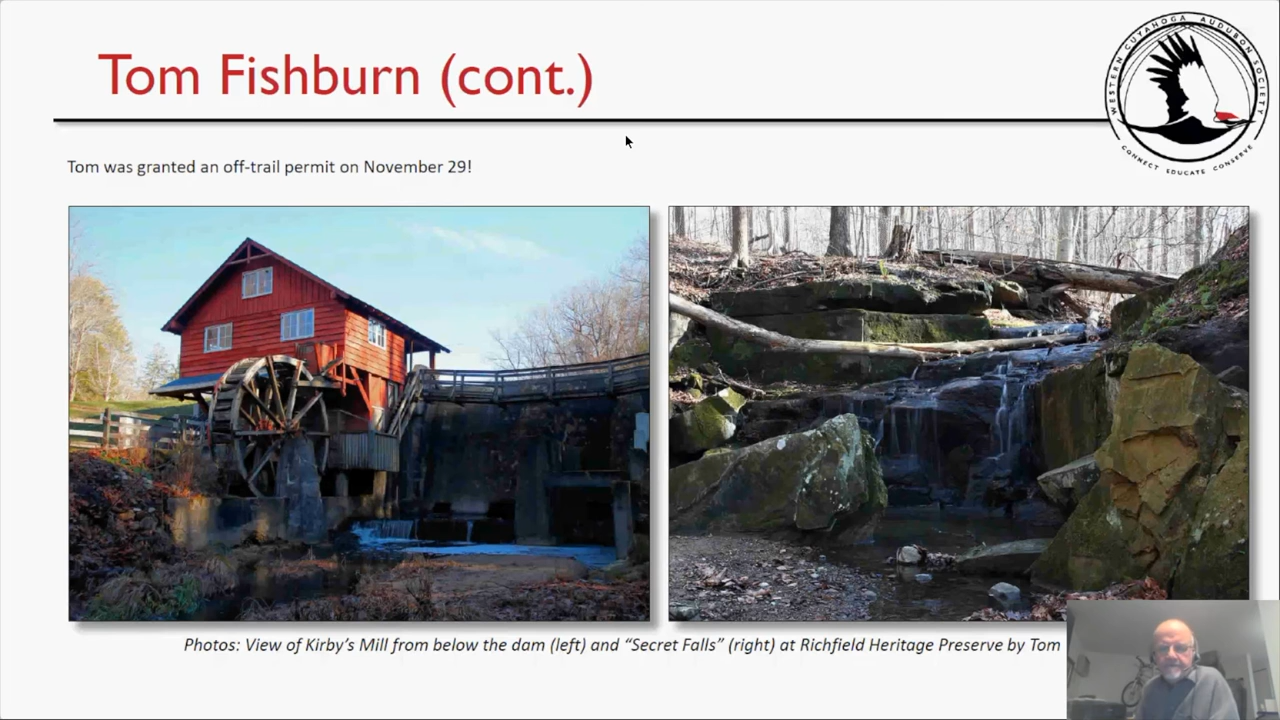 Tom Fishburn (cont.)
WESTERN CUYAHOGA AUDUBON SOCIETY
CONNECT EDUCATE CONSERVE
Tom was granted an off-trail permit on November 29!
Photos: View of Kirby's Mill from below the dam (left) and “Secret Falls” (right) at Richfield Heritage Preserve by Tom